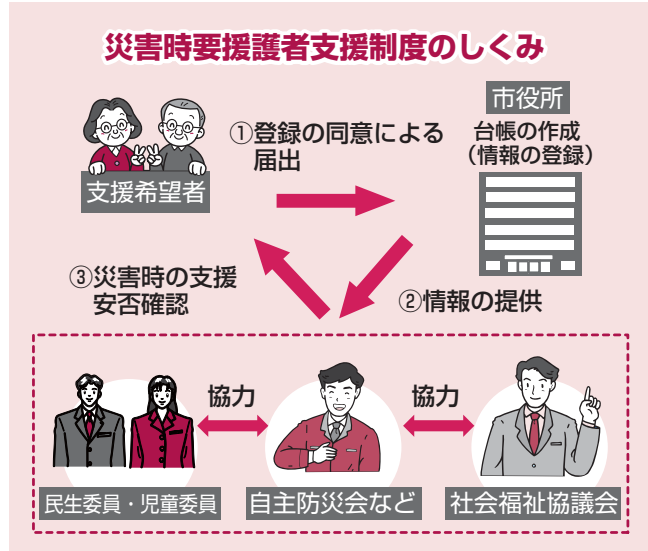 災害時要援護者支援制度のしくみ
支援希望者
①登録の同意による
届出
市役所
台帳の作成
（情報の登録）
③災害時の支援
安否確認
②情報の提供
協力
協力
民生委員・児童委員
自主防災会など
社会福祉協議会